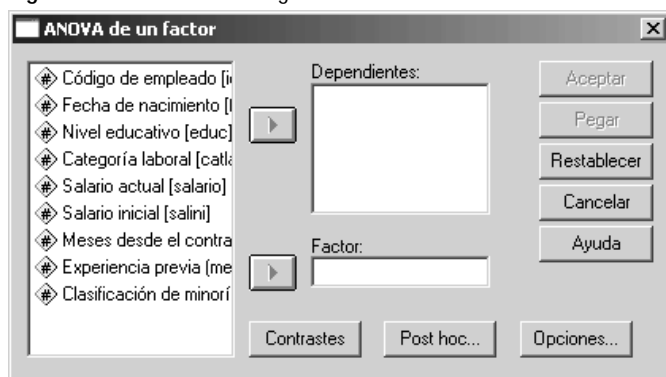 ANOVA de un factor
Código de empleado [i
Fecha de nacimiento [
Nivel educativo [educ]
Categoría laboral [catla
Salario actual [salario]
Salario inicial [salini]
Meses desde el contra
Experiencia previa (me
Clasificación de minorí
Dependientes:
Factor:
Aceptar
Pegar
Restablecer
Cancelar
Ayuda
Contrastes
Post hoc...
Opciones...